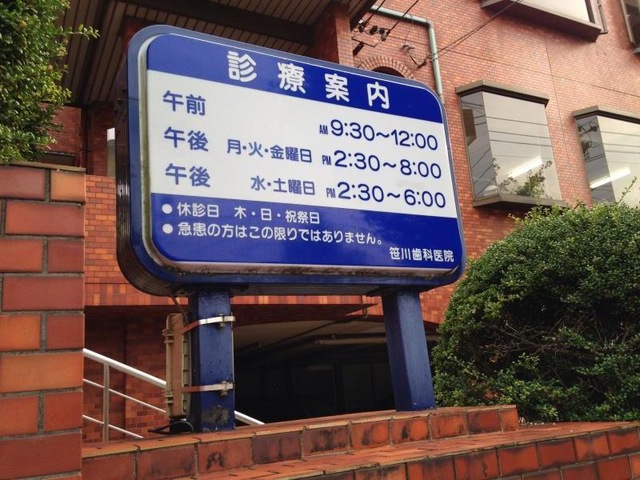 診療案内
午前 AM 9:30～12:00
午後 月・火・金曜日 PM 2:30～8:00
午後 水・土曜日 PM 2:30～6:00
●休診日 木・日・祝祭日
●急患の方はこの限りではありません。
笹川歯科医院